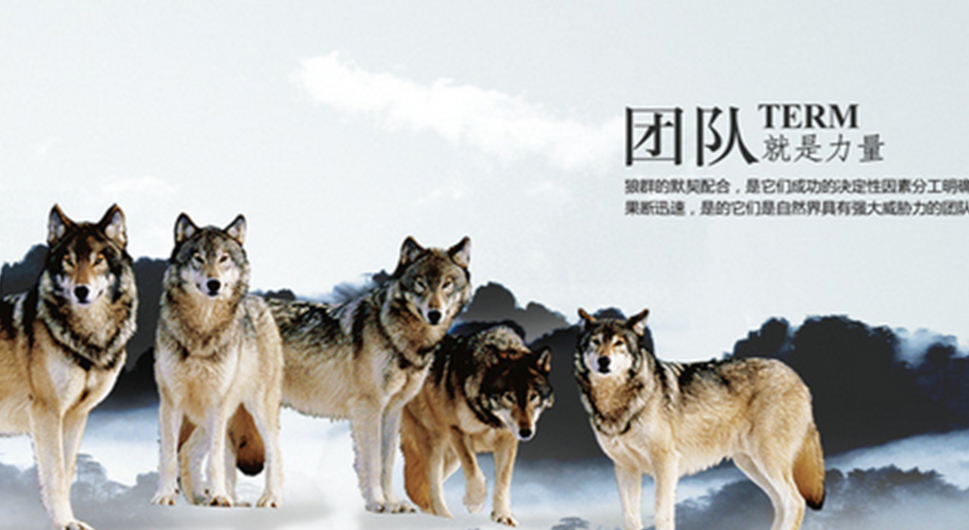 团队 TERM
就是力量
狼群的默契配合，是它们成功的决定性因素分工明确
果断迅速，是的它们是自然界具有强大威胁力的团队